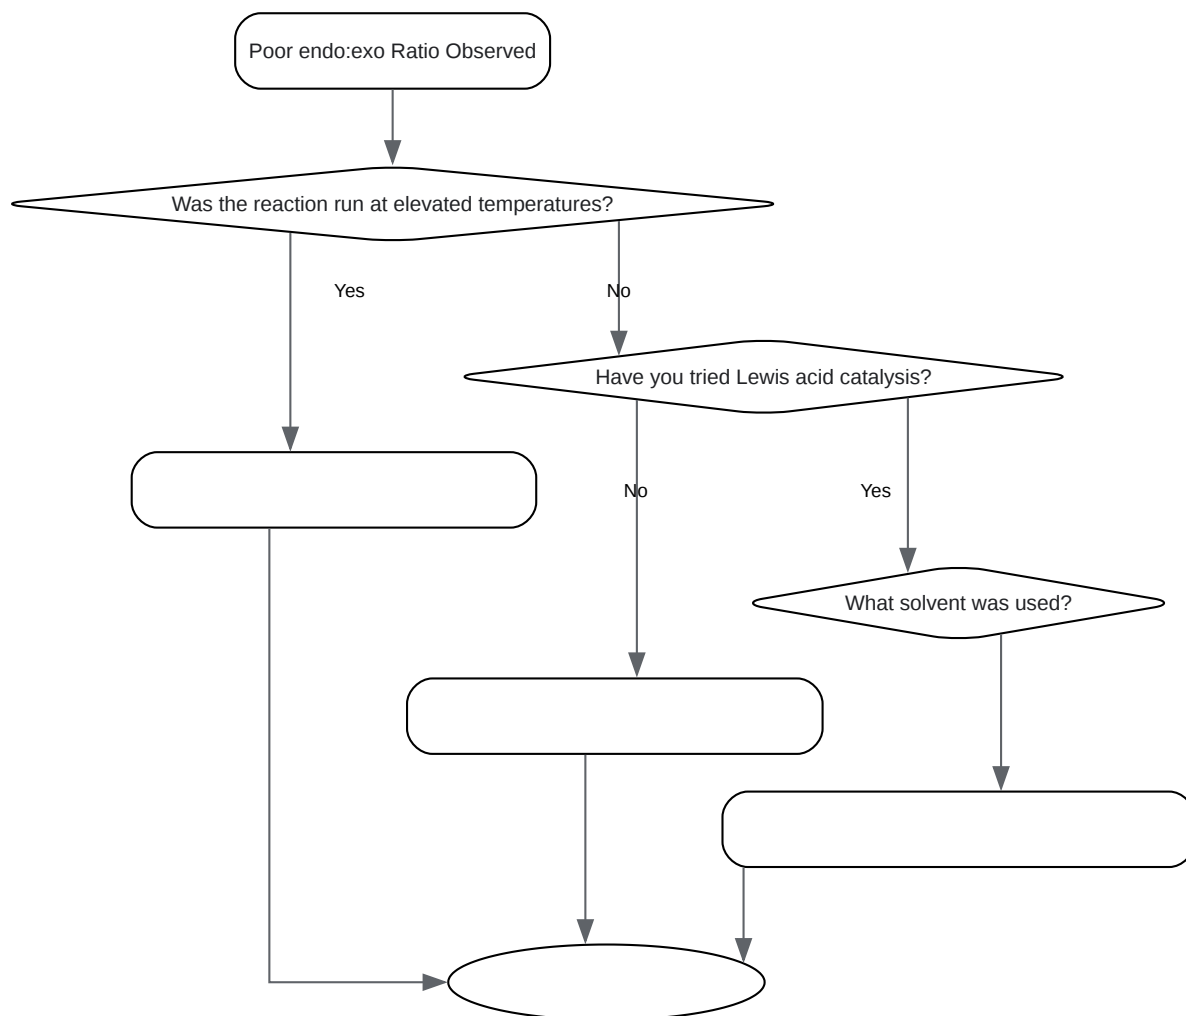 Poor endo:exo Ratio Observed
Was the reaction run at elevated temperatures?
Yes
No
Have you tried Lewis acid catalysis?
No
Yes
What solvent was used?